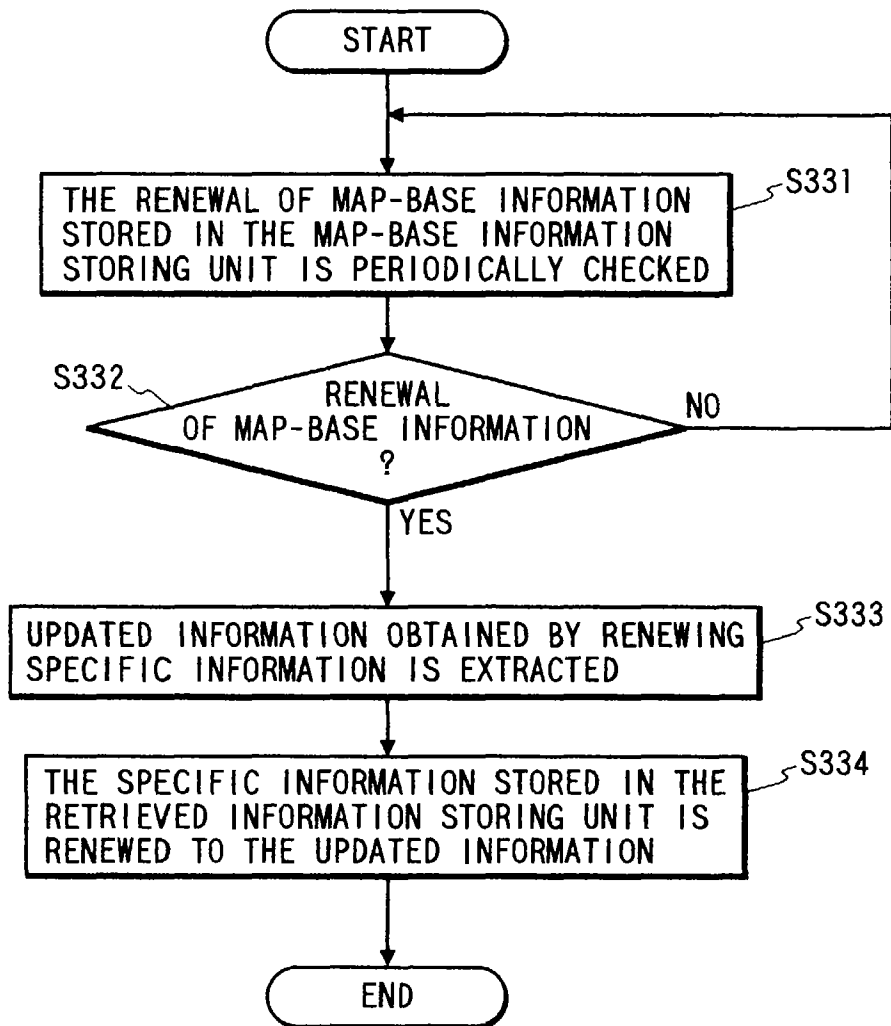 START
THE RENEWAL OF MAP-BASE INFORMATION
STORED IN THE MAP-BASE INFORMATION
STORING UNIT IS PERIODICALLY CHECKED
S331
S332
RENEWAL
OF MAP-BASE INFORMATION
?
NO
YES
UPDATED INFORMATION OBTAINED BY RENEWING
SPECIFIC INFORMATION IS EXTRACTED
S333
THE SPECIFIC INFORMATION STORED IN THE
RETRIEVED INFORMATION STORING UNIT IS
RENEWED TO THE UPDATED INFORMATION
S334
END